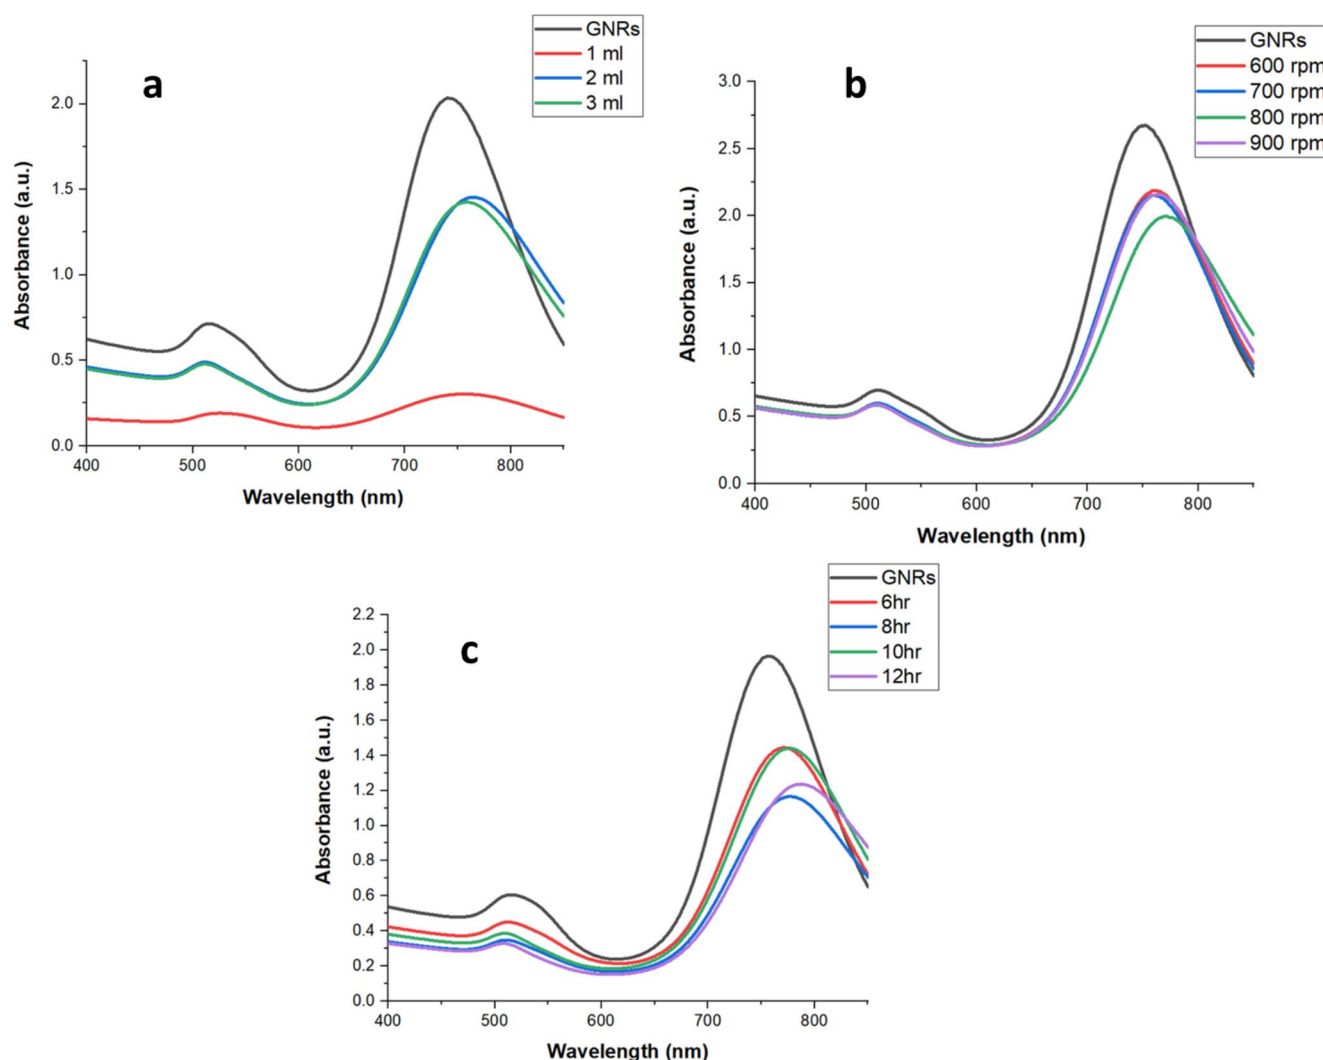 a
GNRs
1 ml
2 ml
3 ml
2.0
1.5
1.0
0.5
0.0
Absorbance (a.u.)
400 500 600 700 800
Wavelength (nm)
b
GNRs
600 rpm
700 rpm
800 rpm
900 rpm
3.0
2.5
2.0
1.5
1.0
0.5
0.0
Absorbance (a.u.)
400 500 600 700 800
Wavelength (nm)
c
GNRs
6hr
8hr
10hr
12hr
2.2
2.0
1.8
1.6
1.4
1.2
1.0
0.8
0.6
0.4
0.2
0.0
Absorbance (a.u.)
400 500 600 700 800
Wavelength (nm)